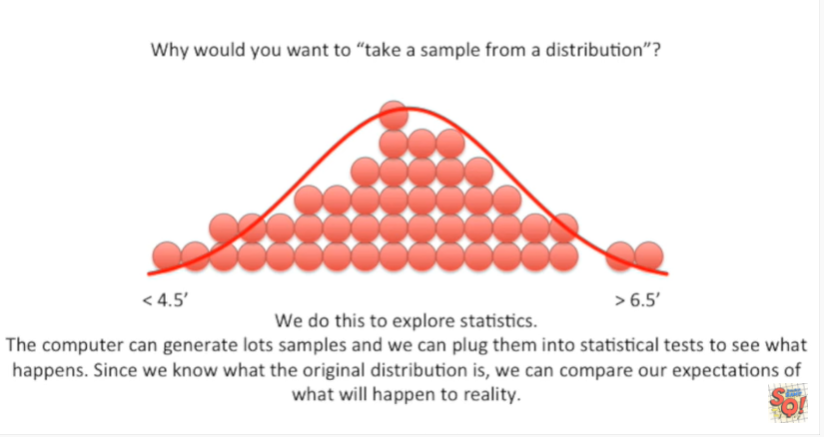 Why would you want to “take a sample from a distribution”?
< 4.5′
> 6.5′
We do this to explore statistics.
The computer can generate lots samples and we can plug them into statistical tests to see what
happens. Since we know what the original distribution is, we can compare our expectations of
what will happen to reality.
SO!